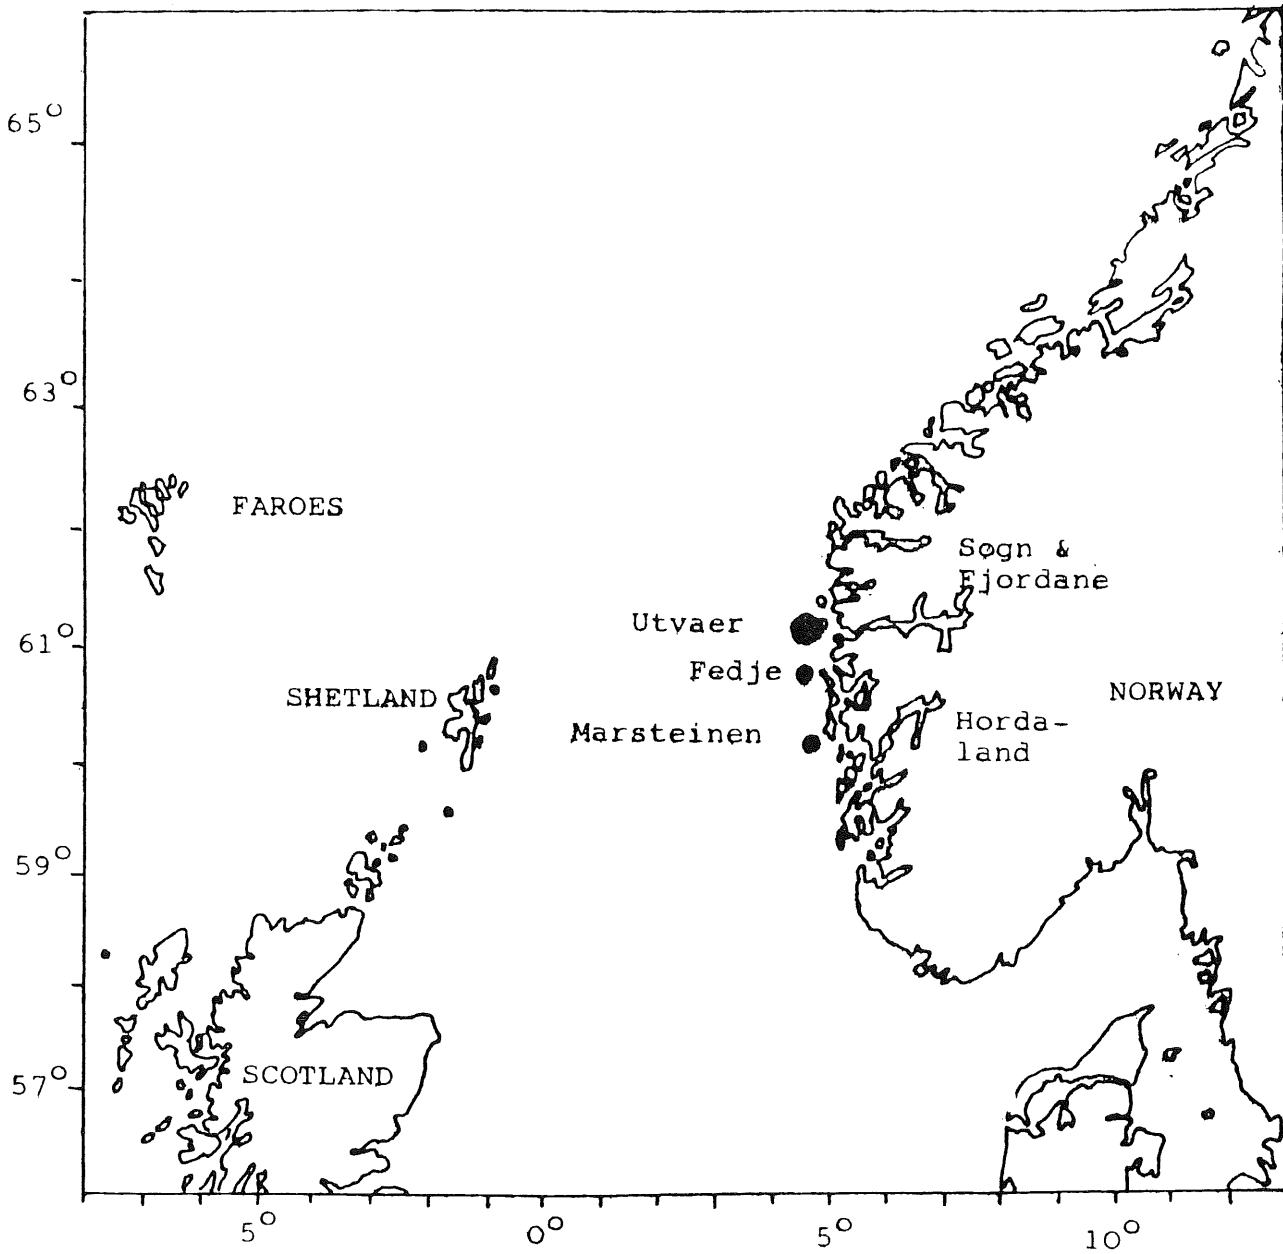 65°
63°
FAROES
Søgn &
Fjordane
61°
Utvaer
Fedje
SHETLAND
NORWAY
Marsteinen
Horda-
land
59°
57°
SCOTLAND
5°
0°
5°
10°